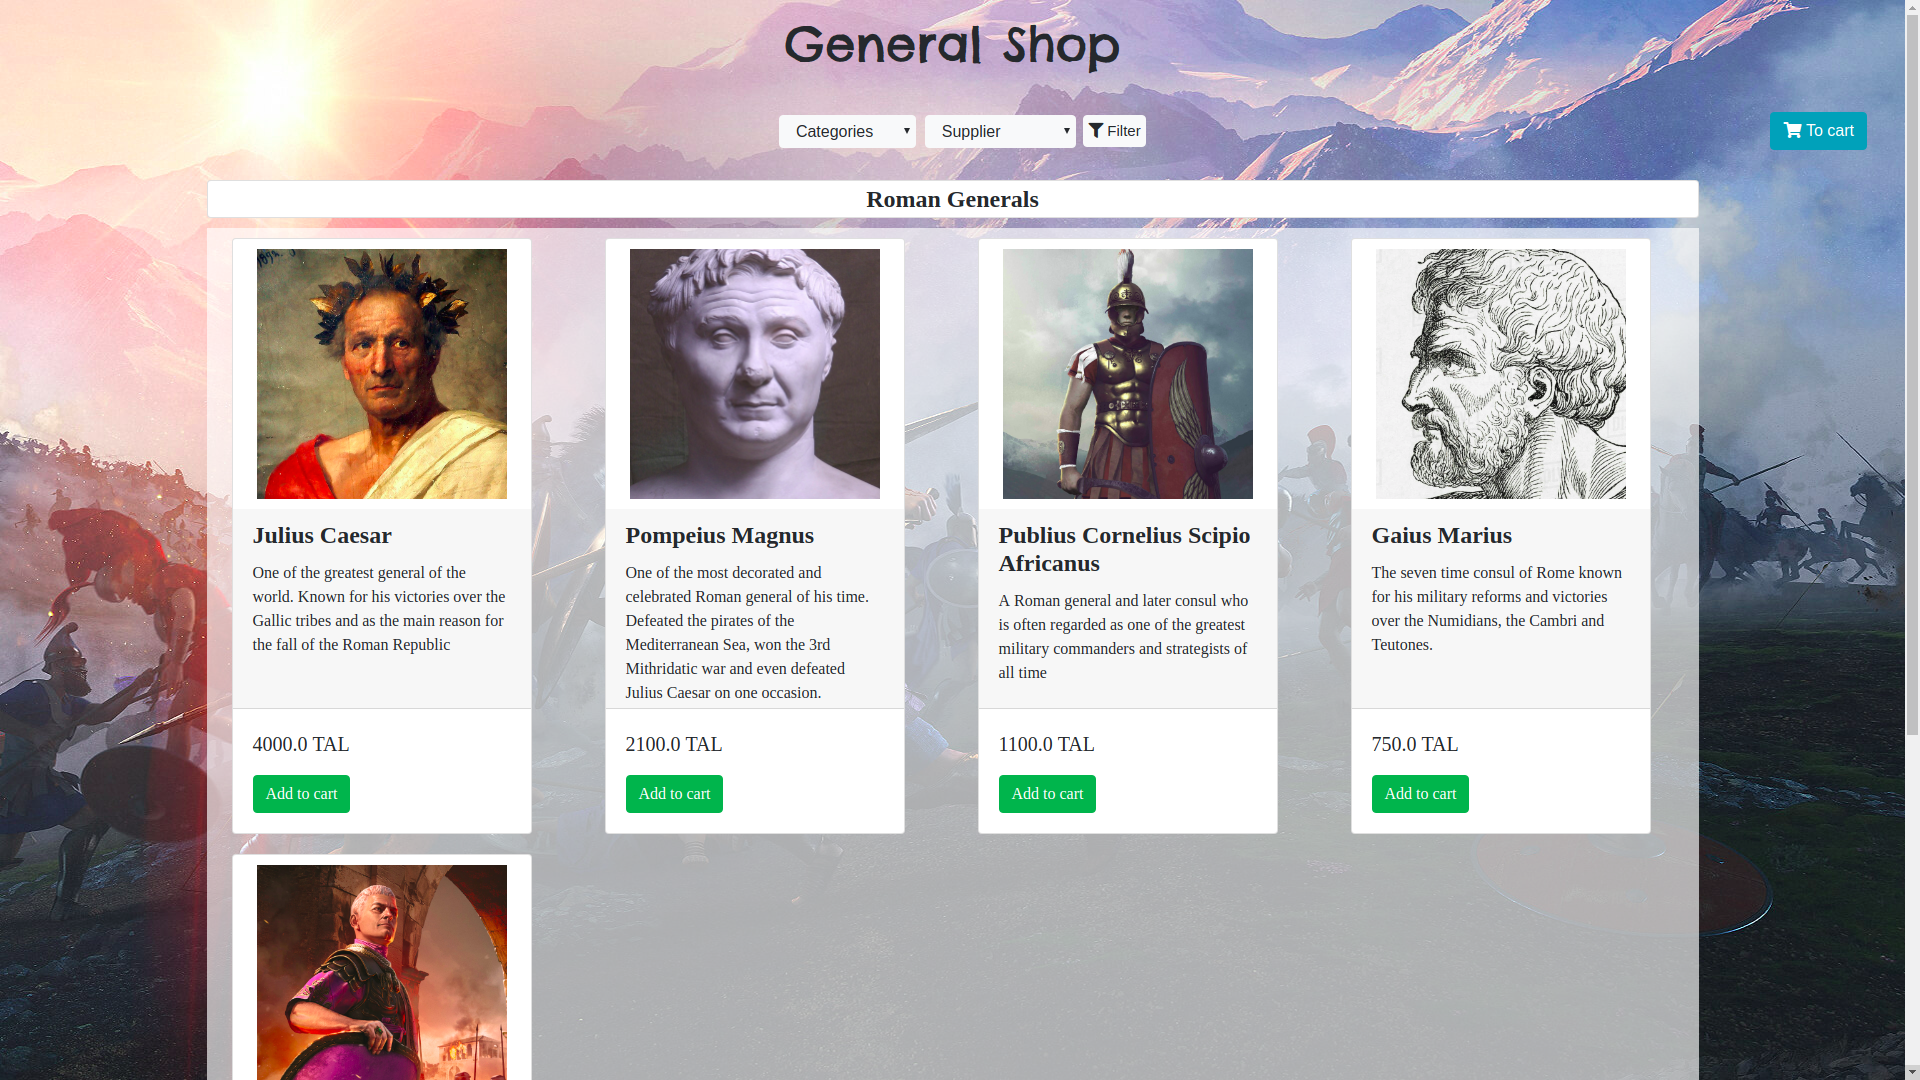 General Shop
Categories
Supplier
Filter
To cart
Roman Generals
Julius Caesar
One of the greatest general of the
world. Known for his victories over the
Gallic tribes and as the main reason for
the fall of the Roman Republic
4000.0 TAL
Add to cart
Pompeius Magnus
One of the most decorated and
celebrated Roman general of his time.
Defeated the pirates of the
Mediterranean Sea, won the 3rd
Mithridatic war and even defeated
Julius Caesar on one occasion.
2100.0 TAL
Add to cart
Publius Cornelius Scipio
Africanus
A Roman general and later consul who
is often regarded as one of the greatest
military commanders and strategists of
all time
1100.0 TAL
Add to cart
Gaius Marius
The seven time consul of Rome known
for his military reforms and victories
over the Numidians, the Cambri and
Teutones.
750.0 TAL
Add to cart